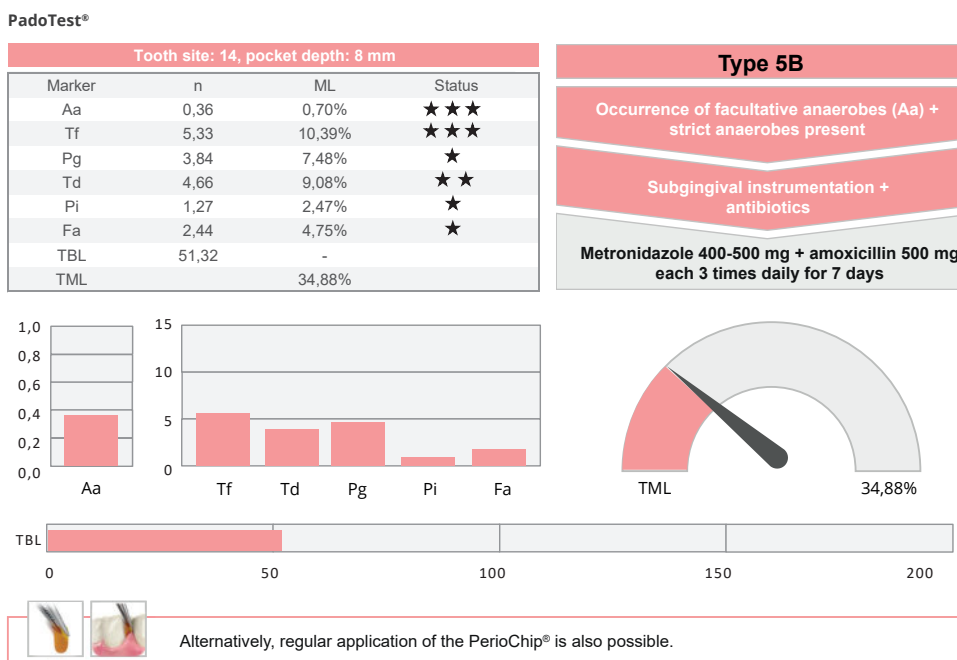 PadoTest®
Tooth site: 14, pocket depth: 8 mm
Marker n ML Status
Aa 0,36 0,70% ★★★
Tf 5,33 10,39% ★★★
Pg 3,84 7,48% ★
Td 4,66 9,08% ★★
Pi 1,27 2,47% ★
Fa 2,44 4,75% ★
TBL 51,32 -
TML 34,88%
Type 5B
Occurrence of facultative anaerobes (Aa) +
strict anaerobes present
Subgingival instrumentation +
antibiotics
Metronidazole 400-500 mg + amoxicillin 500 mg
each 3 times daily for 7 days
1,0
0,8
0,6
0,4
0,2
0,0
Aa
15
10
5
0
Tf Td Pg Pi Fa
TML 34,88%
TBL
0 50 100 150 200
Alternatively, regular application of the PerioChip® is also possible.